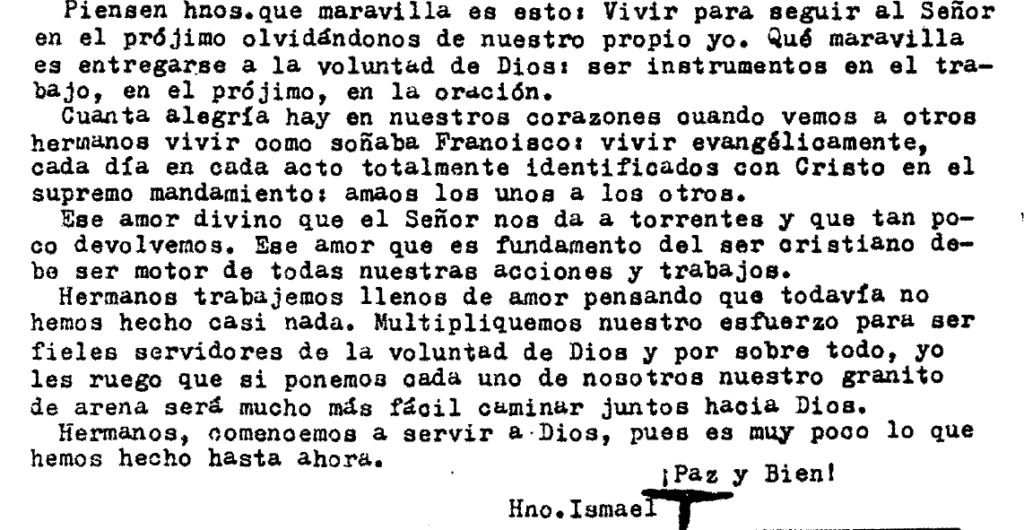 Piensen hnos.que maravilla es esto: Vivir para seguir al Señor
en el prójimo olvidándonos de nuestro propio yo. Qué maravilla
es entregarse a la voluntad de Dios: ser instrumentos en el tra-
bajo, en el prójimo, en la oración.
Cuanta alegría hay en nuestros corazones cuando vemos a otros
hermanos vivir como soñaba Francisco: vivir evangélicamente,
cada día en cada acto totalmente identificados con Cristo en el
supremo mandamiento: amaos los unos a los otros.
Ese amor divino que el Señor nos da a torrentes y que tan po-
co devolvemos. Ese amor que es fundamento del ser cristiano de-
be ser motor de todas nuestras acciones y trabajos.
Hermanos trabajemos llenos de amor pensando que todavía no
hemos hecho casi nada. Multipliquemos nuestro esfuerzo para ser
fieles servidores de la voluntad de Dios y por sobre todo, yo
les ruego que si ponemos cada uno de nosotros nuestro granito
de arena será mucho más fácil caminar juntos hacia Dios.
Hermanos, comencemos a servir a Dios, pues es muy poco lo que
hemos hecho hasta ahora.
¡Paz y Bien!
Hno.Ismael